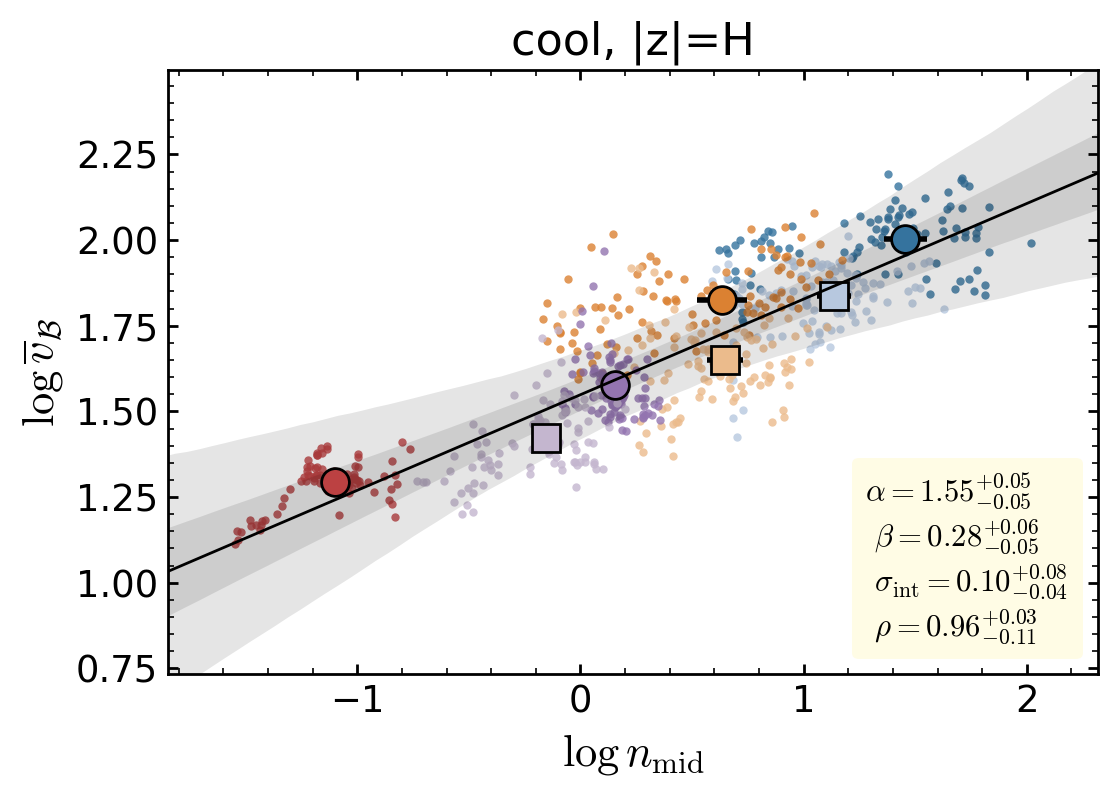 cool, |z|=H
log v̅_ℬ
2.25
2.00
1.75
1.50
1.25
1.00
0.75
α = 1.55^{+0.05}_{−0.05}
β = 0.28^{+0.06}_{−0.05}
σ_int = 0.10^{+0.08}_{−0.04}
ρ = 0.96^{+0.03}_{−0.11}
−1 0 1 2
log n_mid